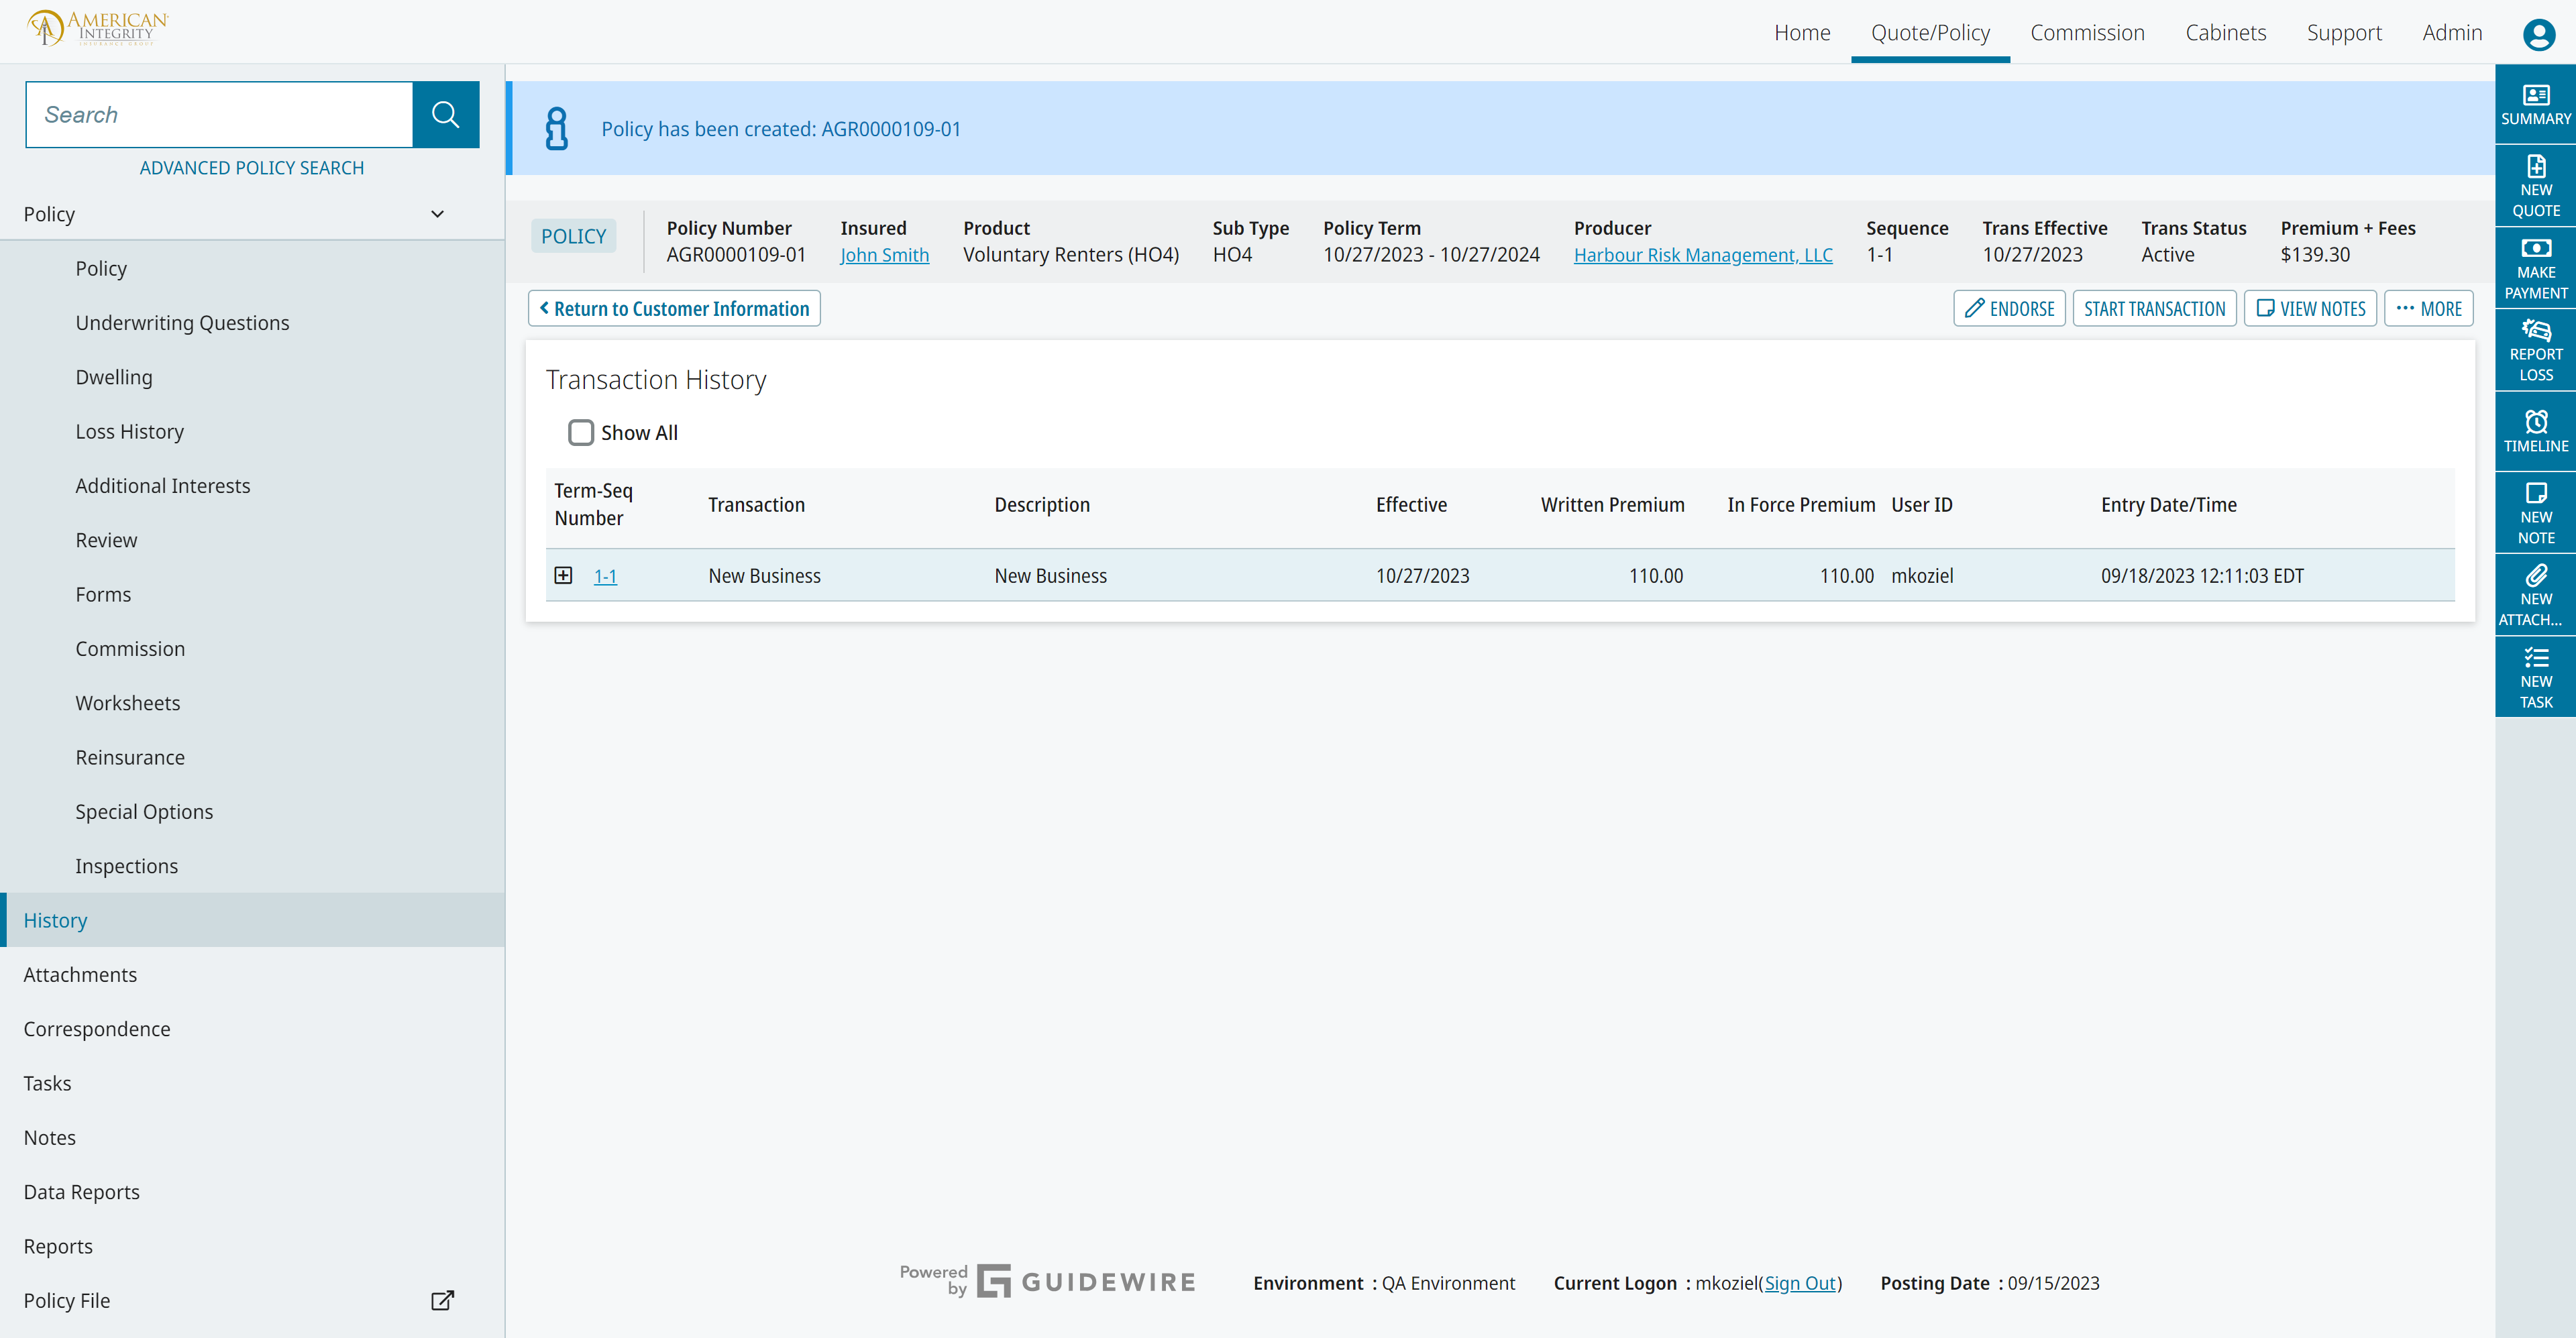 AMERICAN
INTEGRITY
INSURANCE GROUP
Home Quote/Policy Commission Cabinets Support Admin
Search
ADVANCED POLICY SEARCH
Policy
Policy
Underwriting Questions
Dwelling
Loss History
Additional Interests
Review
Forms
Commission
Worksheets
Reinsurance
Special Options
Inspections
History
Attachments
Correspondence
Tasks
Notes
Data Reports
Reports
Policy File
Policy has been created: AGR0000109-01
POLICY
Policy Number Insured Product Sub Type Policy Term Producer Sequence Trans Effective Trans Status Premium + Fees
AGR0000109-01 John Smith Voluntary Renters (HO4) HO4 10/27/2023 - 10/27/2024 Harbour Risk Management, LLC 1-1 10/27/2023 Active $139.30
Return to Customer Information ENDORSE START TRANSACTION VIEW NOTES ••• MORE
Transaction History
Show All
Term-Seq Number Transaction Description Effective Written Premium In Force Premium User ID Entry Date/Time
1-1 New Business New Business 10/27/2023 110.00 110.00 mkoziel 09/18/2023 12:11:03 EDT
SUMMARY
NEW
QUOTE
MAKE
PAYMENT
REPORT
LOSS
TIMELINE
NEW
NOTE
NEW
ATTACH...
NEW
TASK
Powered by GUIDEWIRE Environment : QA Environment Current Logon : mkoziel(Sign Out) Posting Date : 09/15/2023